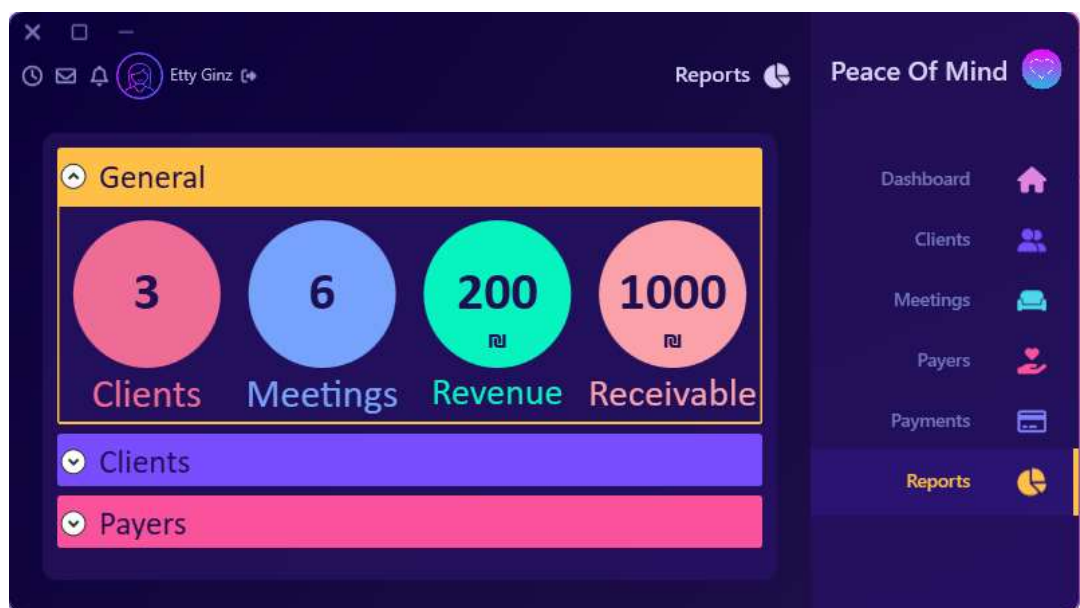 Etty Ginz
Reports
Peace Of Mind
General
3
6
200
1000
₪
₪
Clients
Meetings
Revenue
Receivable
Clients
Payers
Dashboard
Clients
Meetings
Payers
Payments
Reports